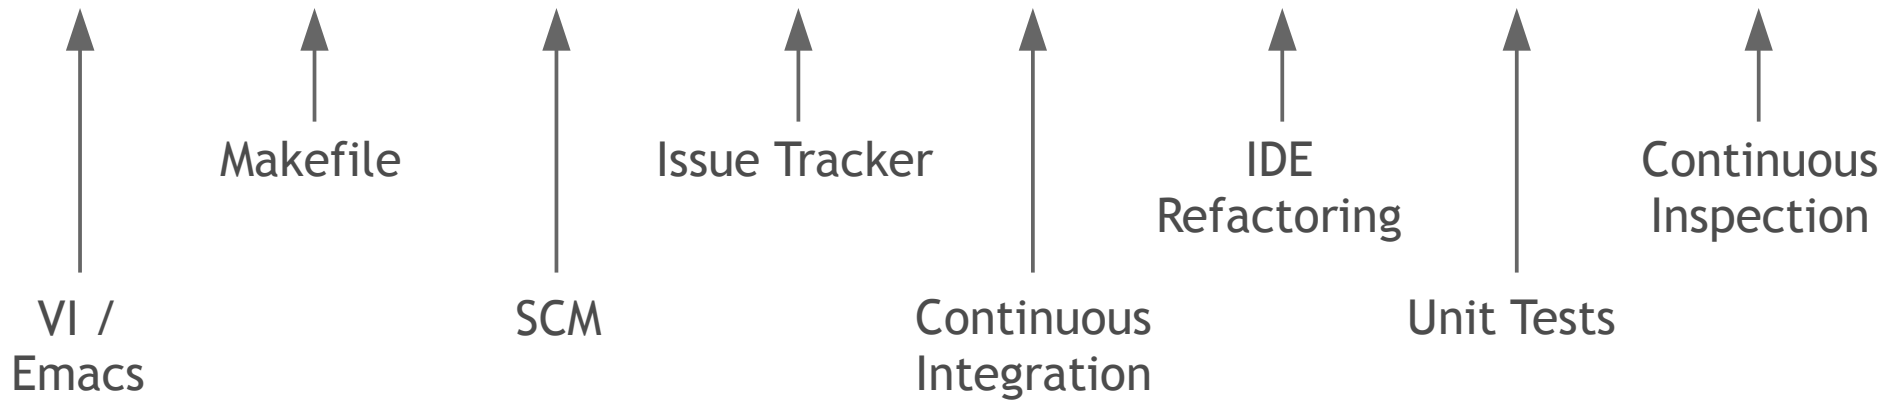 VI /
Emacs
Makefile
SCM
Issue Tracker
Continuous
Integration
IDE
Refactoring
Unit Tests
Continuous
Inspection